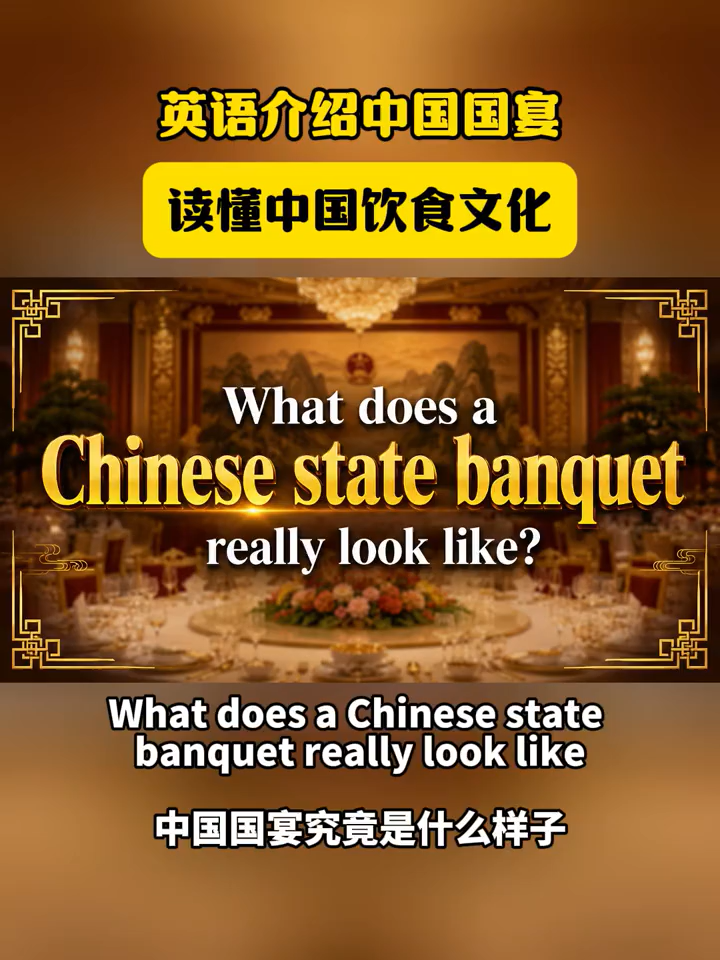 英语介绍中国国宴
读懂中国饮食文化
What does a
Chinese state banquet
really look like?
What does a Chinese state
banquet really look like
中国国宴究竟是什么样子